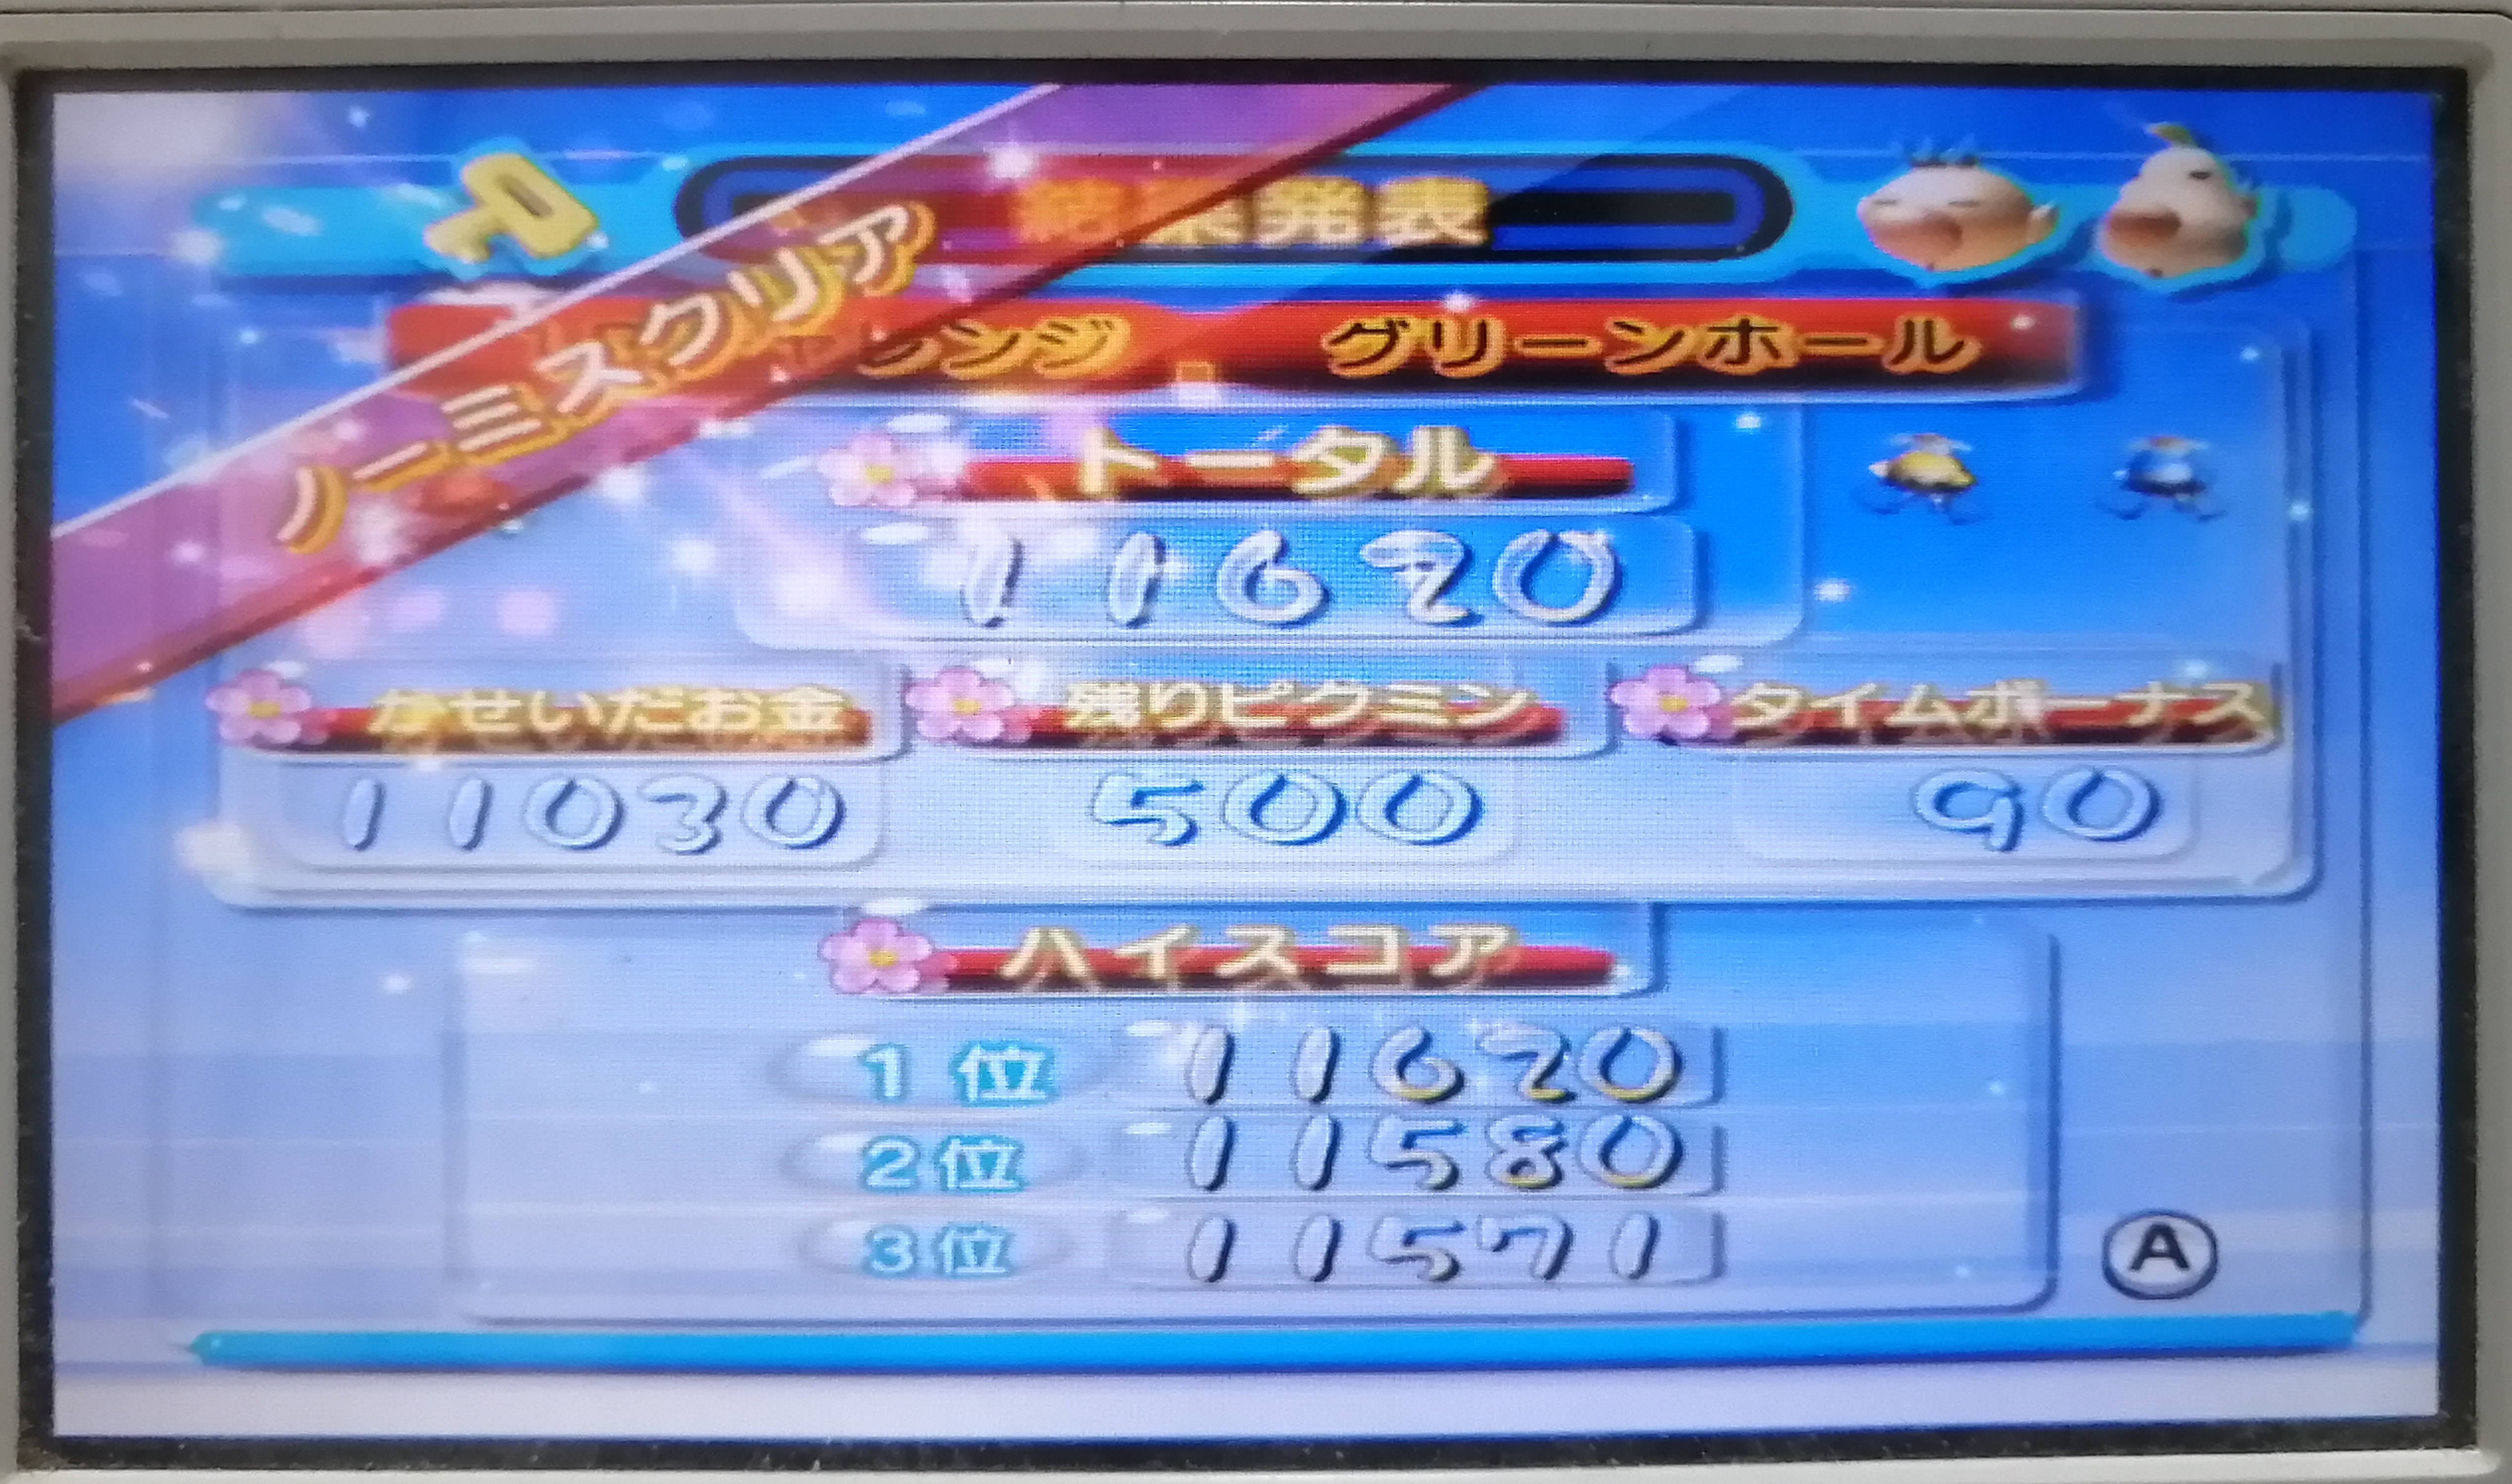 結果発表
ノーミスクリア
レンジ グリーンホール
トータル
11620
かせいだお金 残りピクミン タイムボーナス
11030 500 90
ハイスコア
1位 11620
2位 11580
3位 11571
A